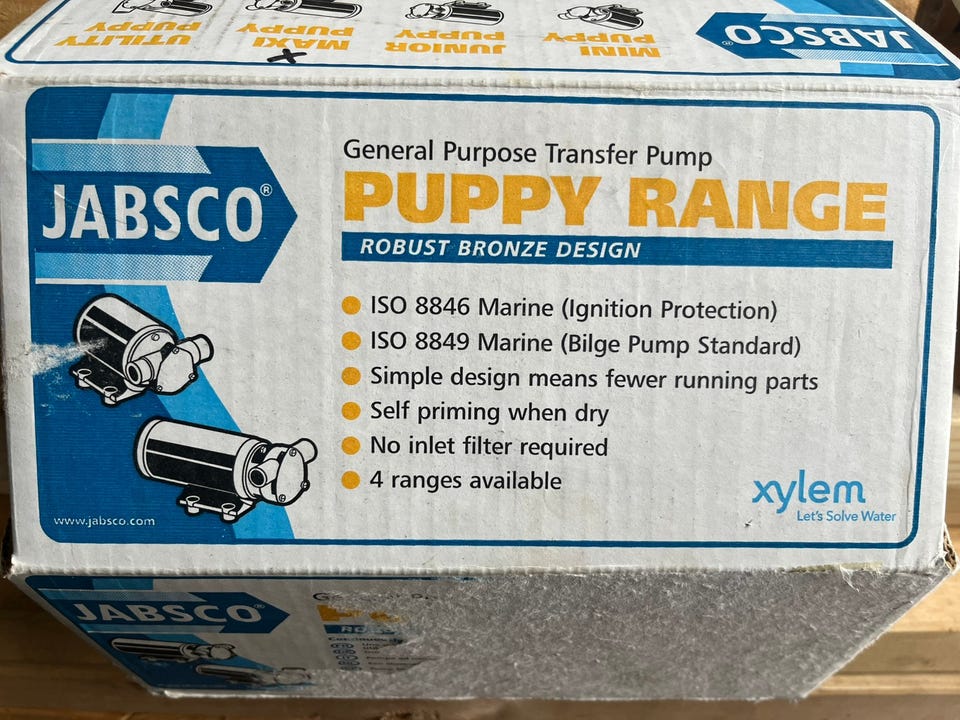 UTILITY PUPPY
MAXI PUPPY
JUNIOR PUPPY
MINI PUPPY
JABSCO®
JABSCO®
General Purpose Transfer Pump
PUPPY RANGE
ROBUST BRONZE DESIGN
ISO 8846 Marine (Ignition Protection)
ISO 8849 Marine (Bilge Pump Standard)
Simple design means fewer running parts
Self priming when dry
No inlet filter required
4 ranges available
www.jabsco.com
xylem
Let's Solve Water
JABSCO®